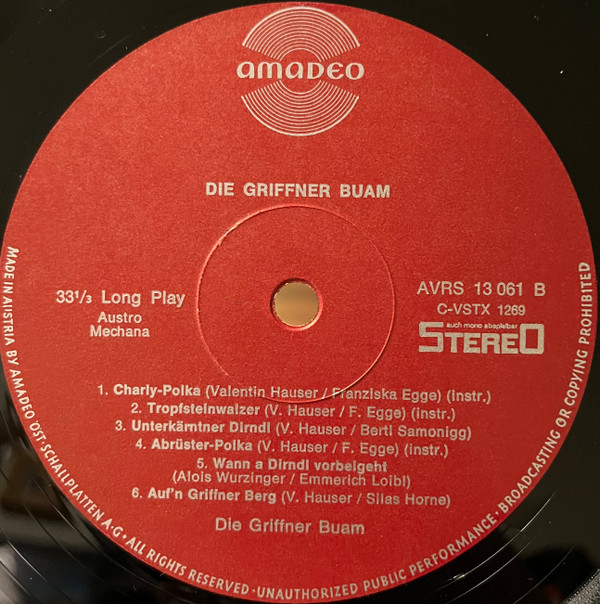 amadeo
DIE GRIFFNER BUAM
33 1/3 Long Play
Austro
Mechana
AVRS 13 061 B
C-VSTX 1269
auch mono abspielbar
STEREO
1. Charly-Polka (Valentin Hauser / Franziska Egge) (instr.)
2. Tropfsteinwalzer (V. Hauser / F. Egge) (instr.)
3. Unterkärntner Dirndl (V. Hauser / Bertl Samonigg)
4. Abrüster-Polka (V. Hauser / F. Egge) (instr.)
5. Wann a Dirndl vorbeigeht
(Alois Wurzinger / Emmerich Loibl)
6. Auf'n Griffner Berg (V. Hauser / Silas Horne)
Die Griffner Buam
MADE IN AUSTRIA BY AMADEO ÖST. SCHALLPLATTEN A·G · ALL RIGHTS RESERVED · UNAUTHORIZED PUBLIC PERFORMANCE · BROADCASTING OR COPYING PROHIBITED